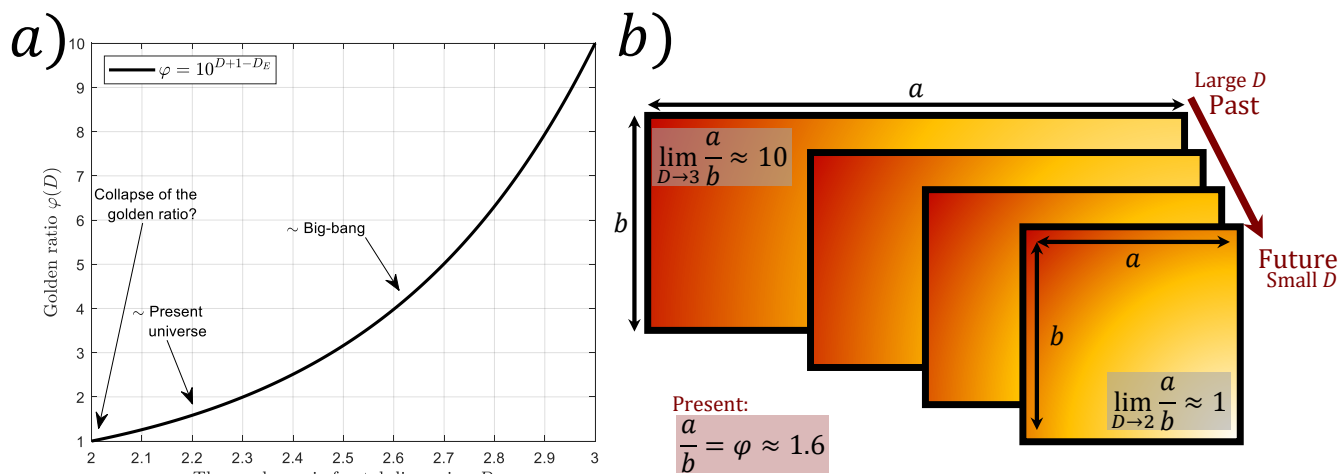 a)
φ = 10^{D+1−D_E}
10
9
8
7
6
5
4
3
2
1
Golden ratio φ(D)
Collapse of the
golden ratio?
∼ Big-bang
∼ Present
universe
2
2.1
2.2
2.3
2.4
2.5
2.6
2.7
2.8
2.9
3
b)
a
b
lim_{D→3} a/b ≈ 10
Large D
Past
Future
Small D
a
b
lim_{D→2} a/b ≈ 1
Present:
a/b = φ ≈ 1.6